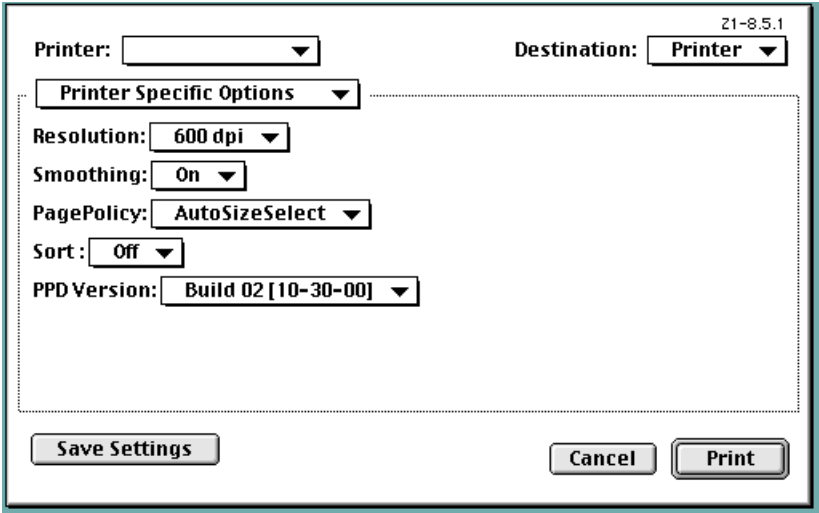 Z1-8.5.1
Printer: Destination: Printer
Printer Specific Options
Resolution: 600 dpi
Smoothing: On
PagePolicy: AutoSizeSelect
Sort : Off
PPD Version: Build 02 [10-30-00]
Save Settings
Cancel Print